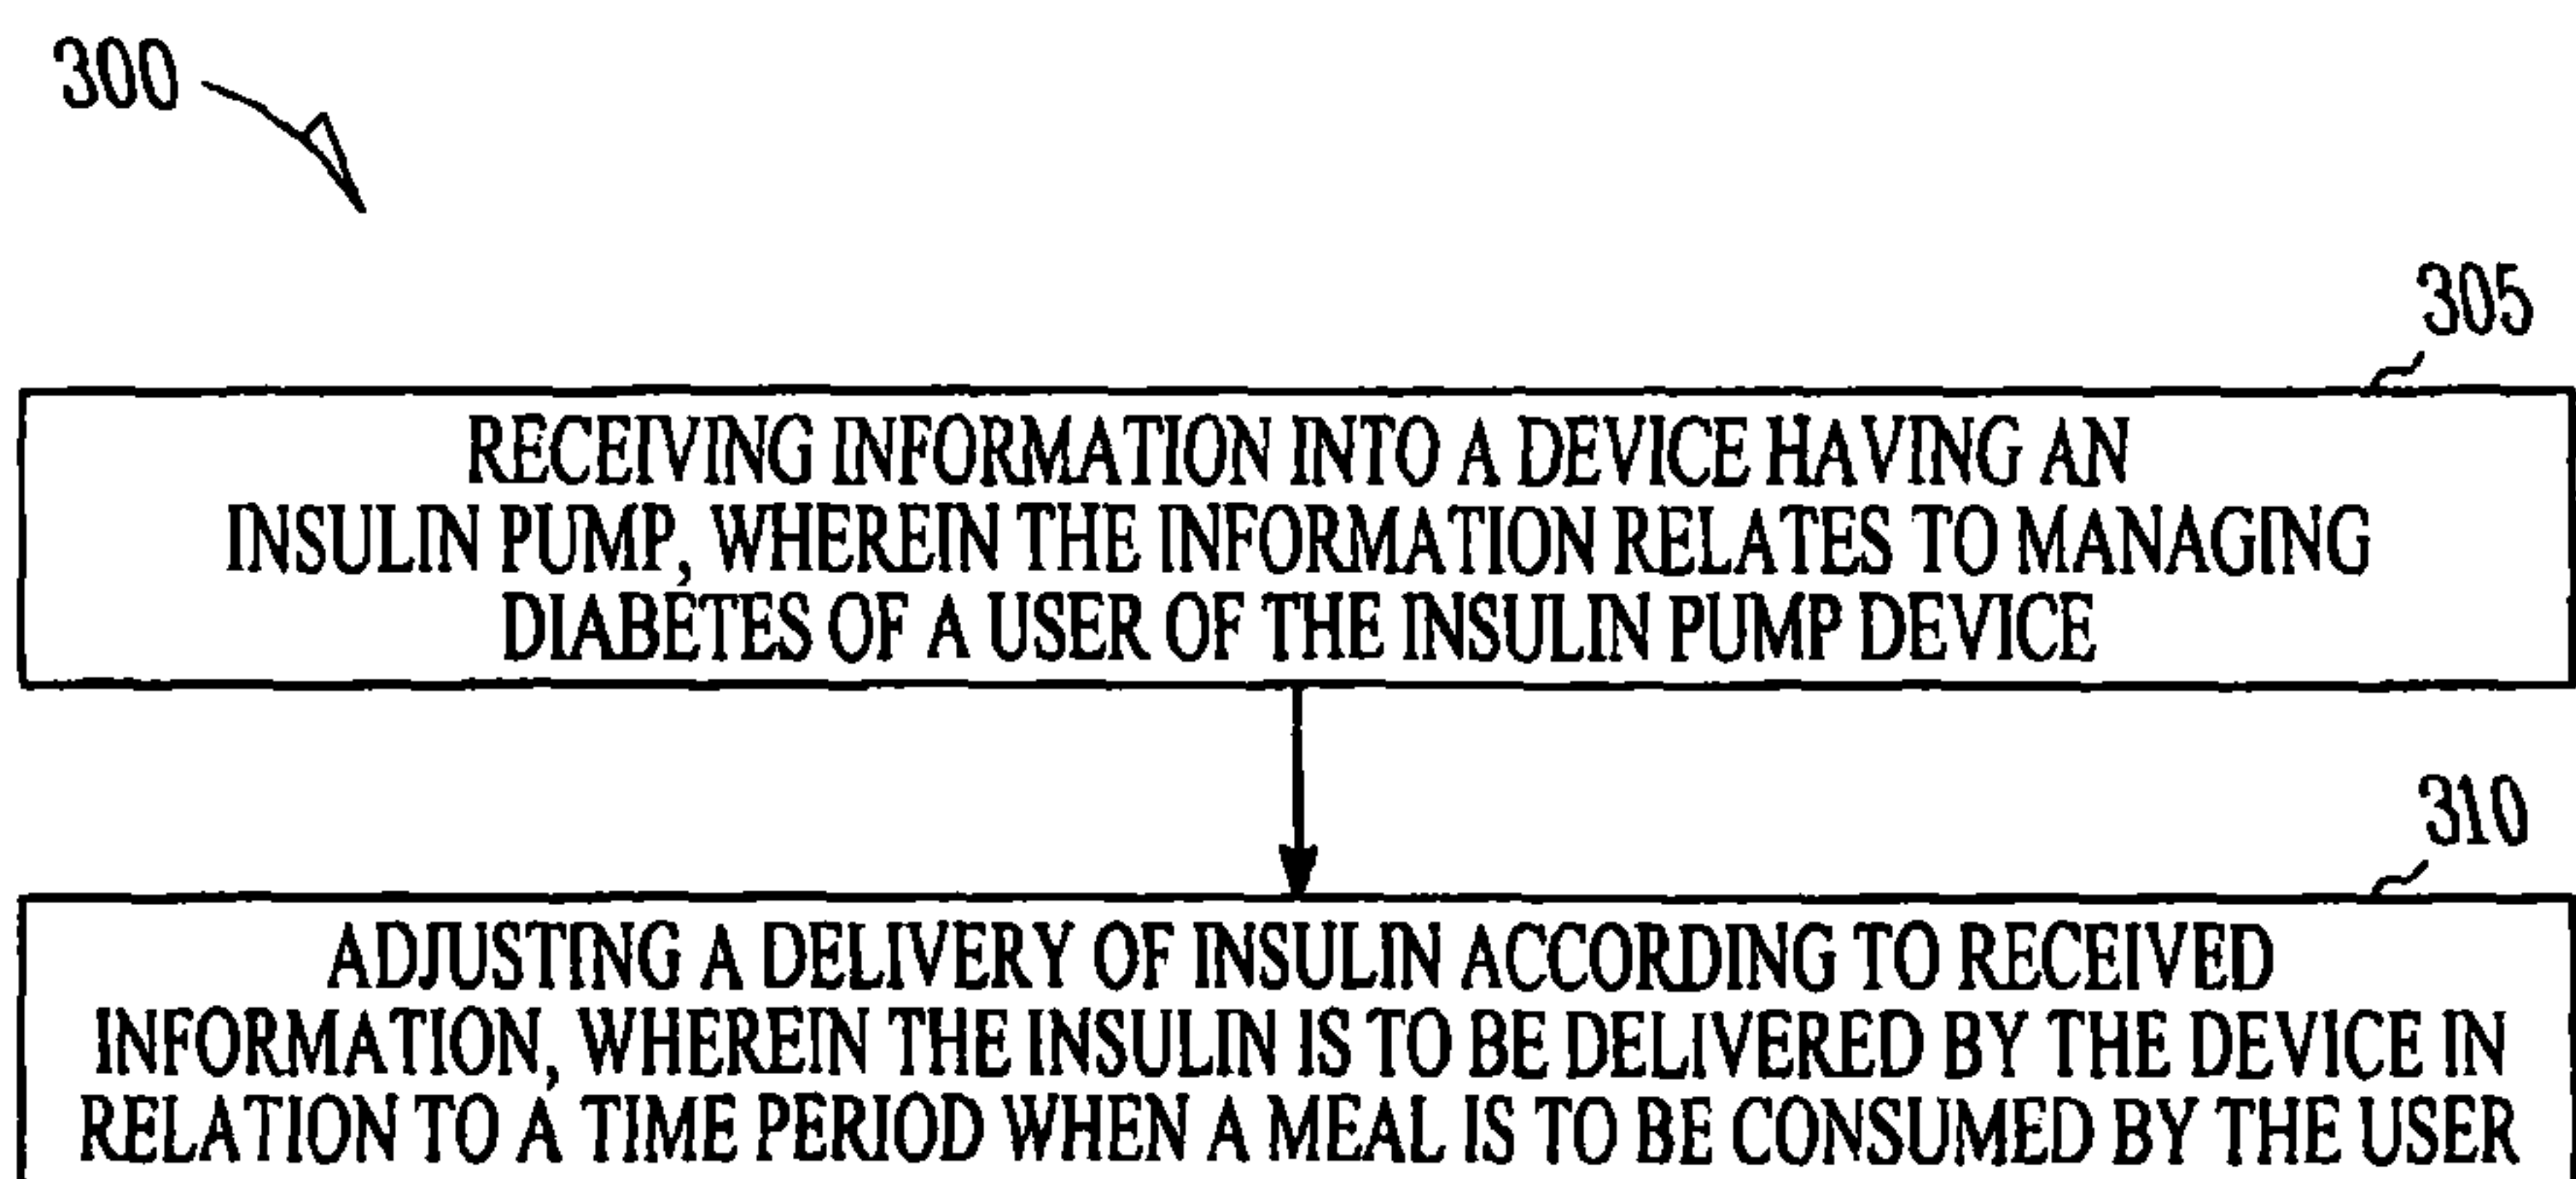 300
305
RECEIVING INFORMATION INTO A DEVICE HAVING AN
INSULIN PUMP, WHEREIN THE INFORMATION RELATES TO MANAGING
DIABETES OF A USER OF THE INSULIN PUMP DEVICE
310
ADJUSTING A DELIVERY OF INSULIN ACCORDING TO RECEIVED
INFORMATION, WHEREIN THE INSULIN IS TO BE DELIVERED BY THE DEVICE IN
RELATION TO A TIME PERIOD WHEN A MEAL IS TO BE CONSUMED BY THE USER